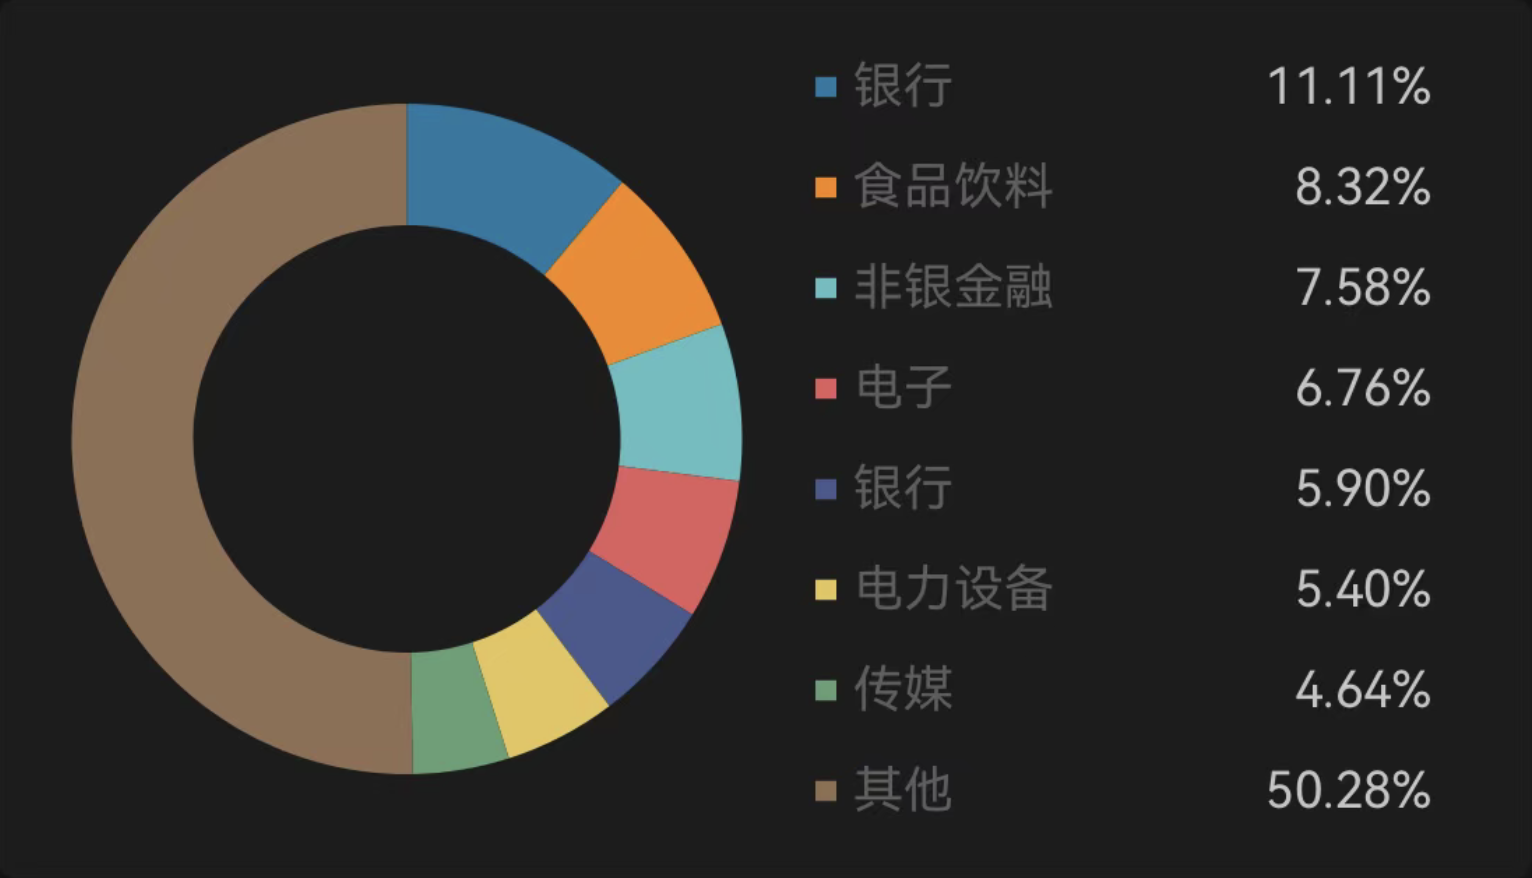 银行 11.11%
食品饮料 8.32%
非银金融 7.58%
电子 6.76%
银行 5.90%
电力设备 5.40%
传媒 4.64%
其他 50.28%